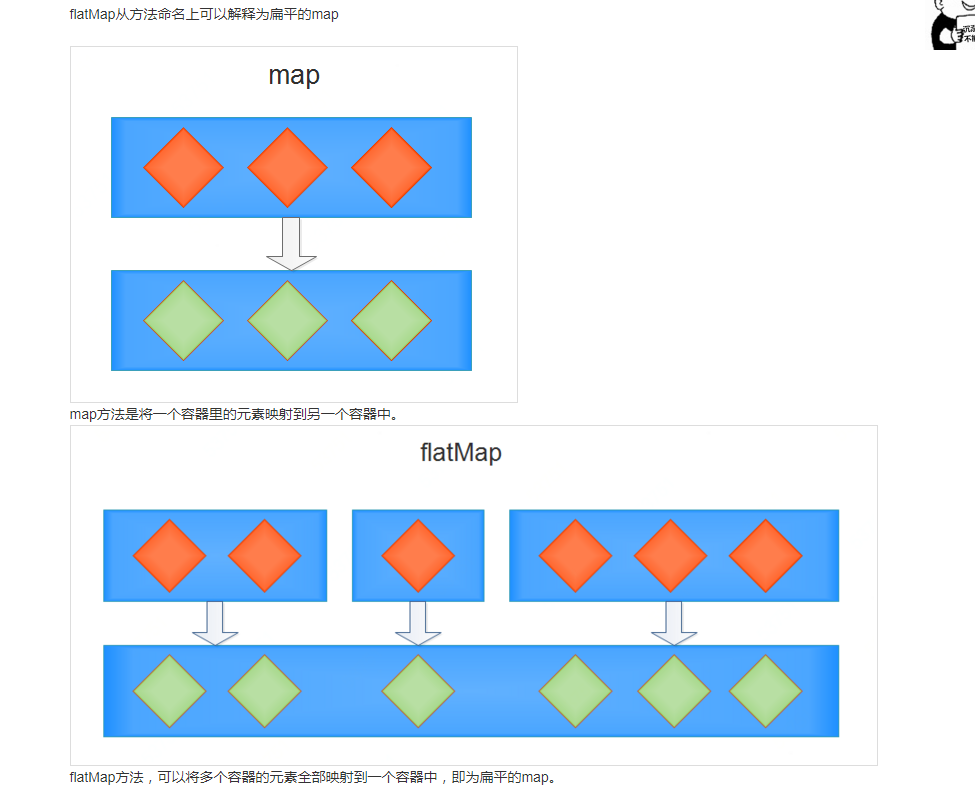 flatMap从方法命名上可以解释为扁平的map
map
map方法是将一个容器里的元素映射到另一个容器中。
flatMap
flatMap方法，可以将多个容器的元素全部映射到一个容器中，即为扁平的map。